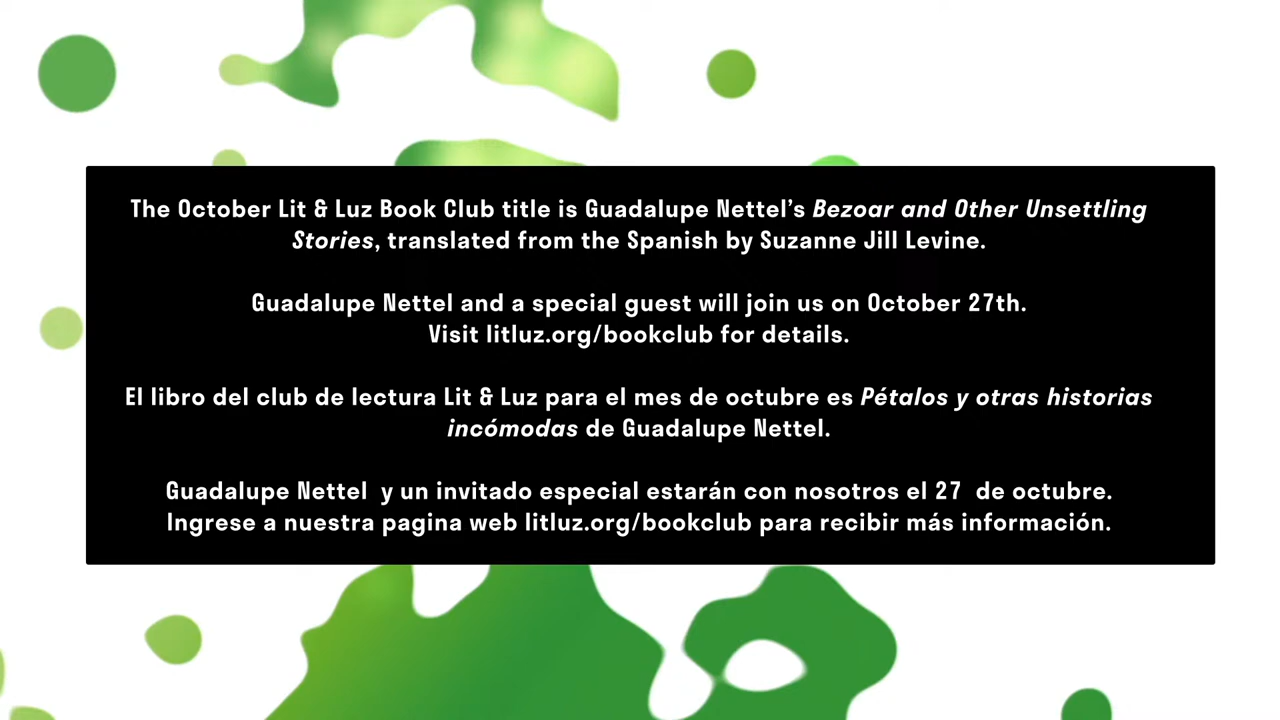 The October Lit & Luz Book Club title is Guadalupe Nettel's Bezoar and Other Unsettling
Stories, translated from the Spanish by Suzanne Jill Levine.
Guadalupe Nettel and a special guest will join us on October 27th.
Visit litluz.org/bookclub for details.
El libro del club de lectura Lit & Luz para el mes de octubre es Pétalos y otras historias
incómodas de Guadalupe Nettel.
Guadalupe Nettel  y un invitado especial estarán con nosotros el 27  de octubre.
Ingrese a nuestra pagina web litluz.org/bookclub para recibir más información.